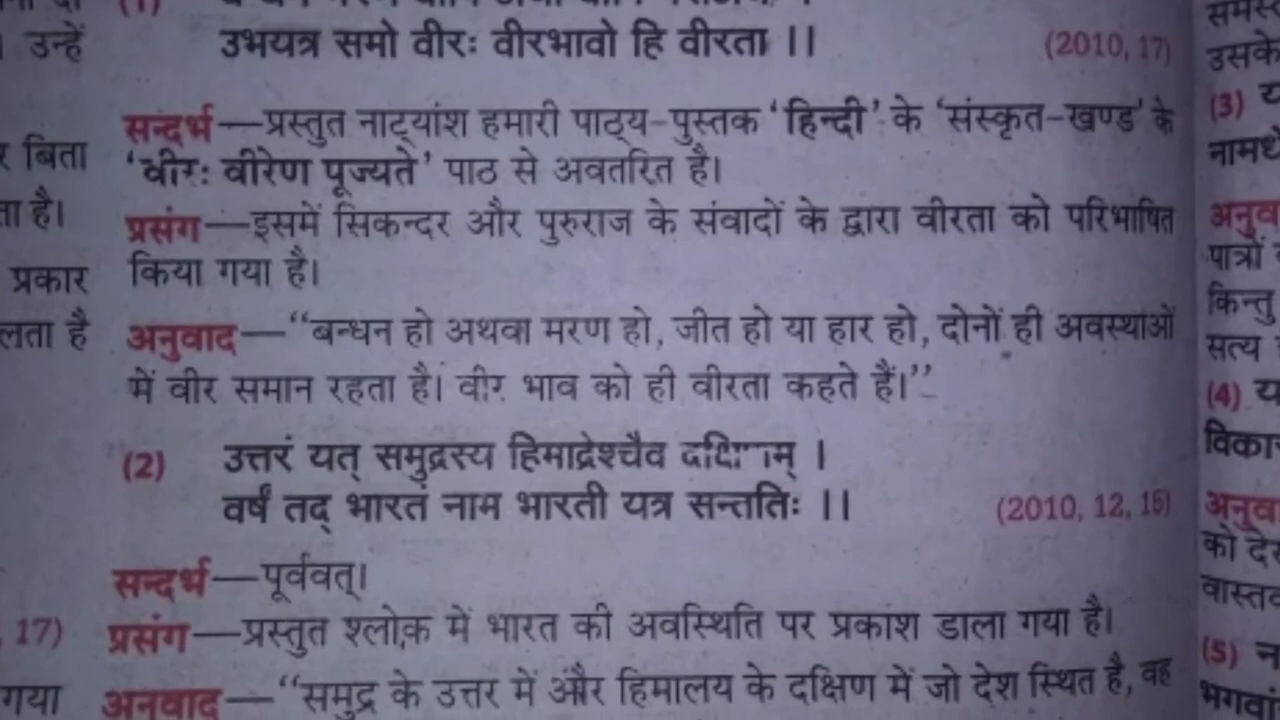 (1)
उभयत्र समो वीरः वीरभावो हि वीरता ।। (2010, 17)
सन्दर्भ—प्रस्तुत नाट्यांश हमारी पाठ्य-पुस्तक ‘हिन्दी’ के ‘संस्कृत-खण्ड’ के
‘वीरः वीरेण पूज्यते’ पाठ से अवतरित है।
प्रसंग—इसमें सिकन्दर और पुरुराज के संवादों के द्वारा वीरता को परिभाषित
किया गया है।
अनुवाद—“बन्धन हो अथवा मरण हो, जीत हो या हार हो, दोनों ही अवस्थाओं
में वीर समान रहता है। वीर भाव को ही वीरता कहते हैं।”
(2) उत्तरं यत् समुद्रस्य हिमाद्रेश्चैव दक्षिणम् ।
वर्षं तद् भारतं नाम भारती यत्र सन्ततिः ।। (2010, 12, 15)
सन्दर्भ—पूर्ववत्।
प्रसंग—प्रस्तुत श्लोक में भारत की अवस्थिति पर प्रकाश डाला गया है।
अनुवाद—“समुद्र के उत्तर में और हिमालय के दक्षिण में जो देश स्थित है, वह
उन्हें
बिता
ता है।
प्रकार
लता है
17)
गया
समस्त
उसके
(3) य
नामधे
अनुव
पात्रों
किन्तु
सत्य
(4) य
विका
अनुव
को दे
वास्तव
(5) न
भगवा